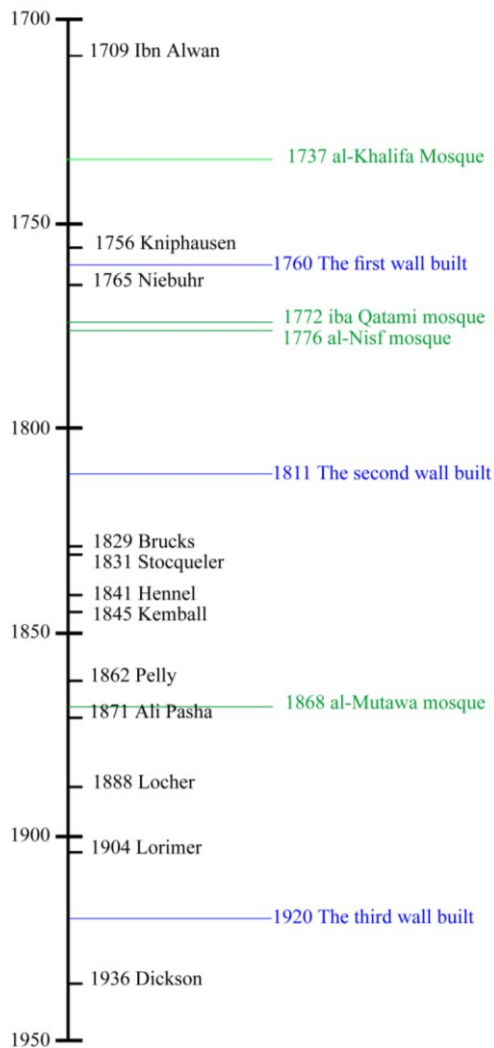 1700
1709 Ibn Alwan
1737 al-Khalifa Mosque
1750
1756 Kniphausen
1760 The first wall built
1765 Niebuhr
1772 iba Qatami mosque
1776 al-Nisf mosque
1800
1811 The second wall built
1829 Brucks
1831 Stocqueler
1841 Hennel
1845 Kemball
1850
1862 Pelly
1868 al-Mutawa mosque
1871 Ali Pasha
1888 Locher
1900
1904 Lorimer
1920 The third wall built
1936 Dickson
1950